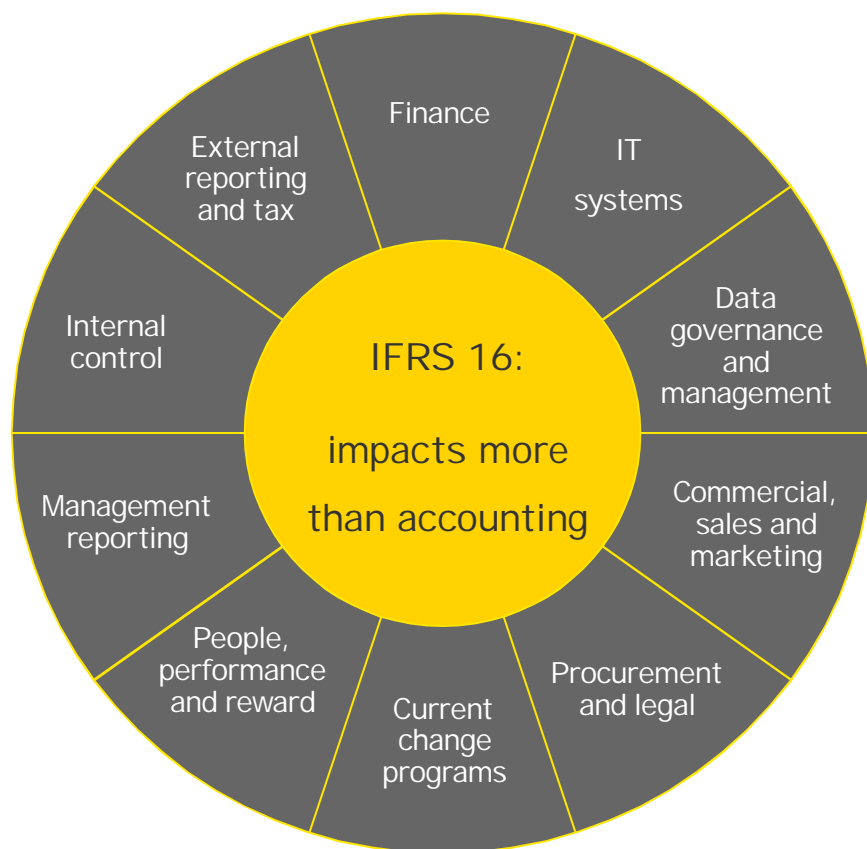 Finance
IT
systems
Data
governance
and
management
Commercial,
sales and
marketing
Procurement
and legal
Current
change
programs
People,
performance
and reward
Management
reporting
Internal
control
External
reporting
and tax
IFRS 16:
impacts more
than accounting